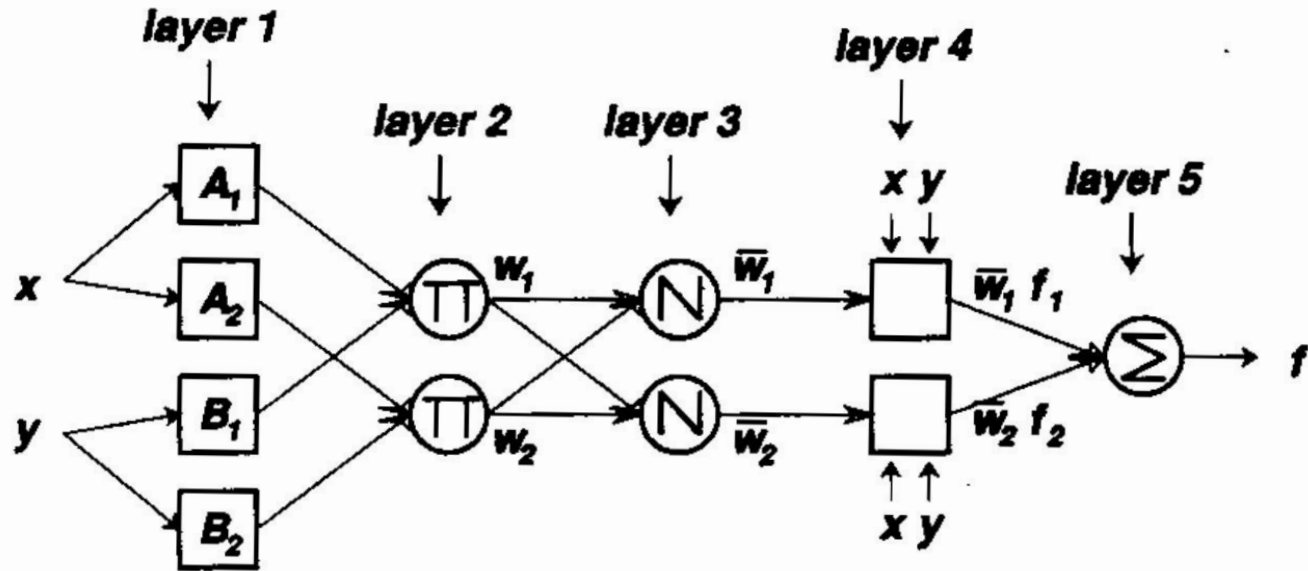 layer 1
layer 4
layer 2
layer 3
x y
layer 5
A₁
x
A₂
Π
w₁
N
w̅₁
w̅₁ f₁
Σ
f
y
B₁
Π
w₂
N
w̅₂
w̅₂ f₂
B₂
x y